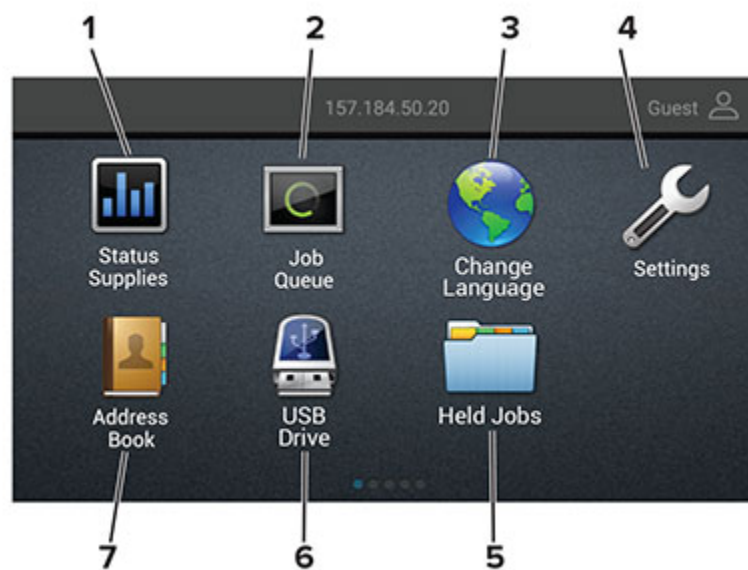 1 2 3 4
157.184.50.20 Guest
Status
Supplies
Job
Queue
Change
Language
Settings
Address
Book
USB
Drive
Held Jobs
7 6 5